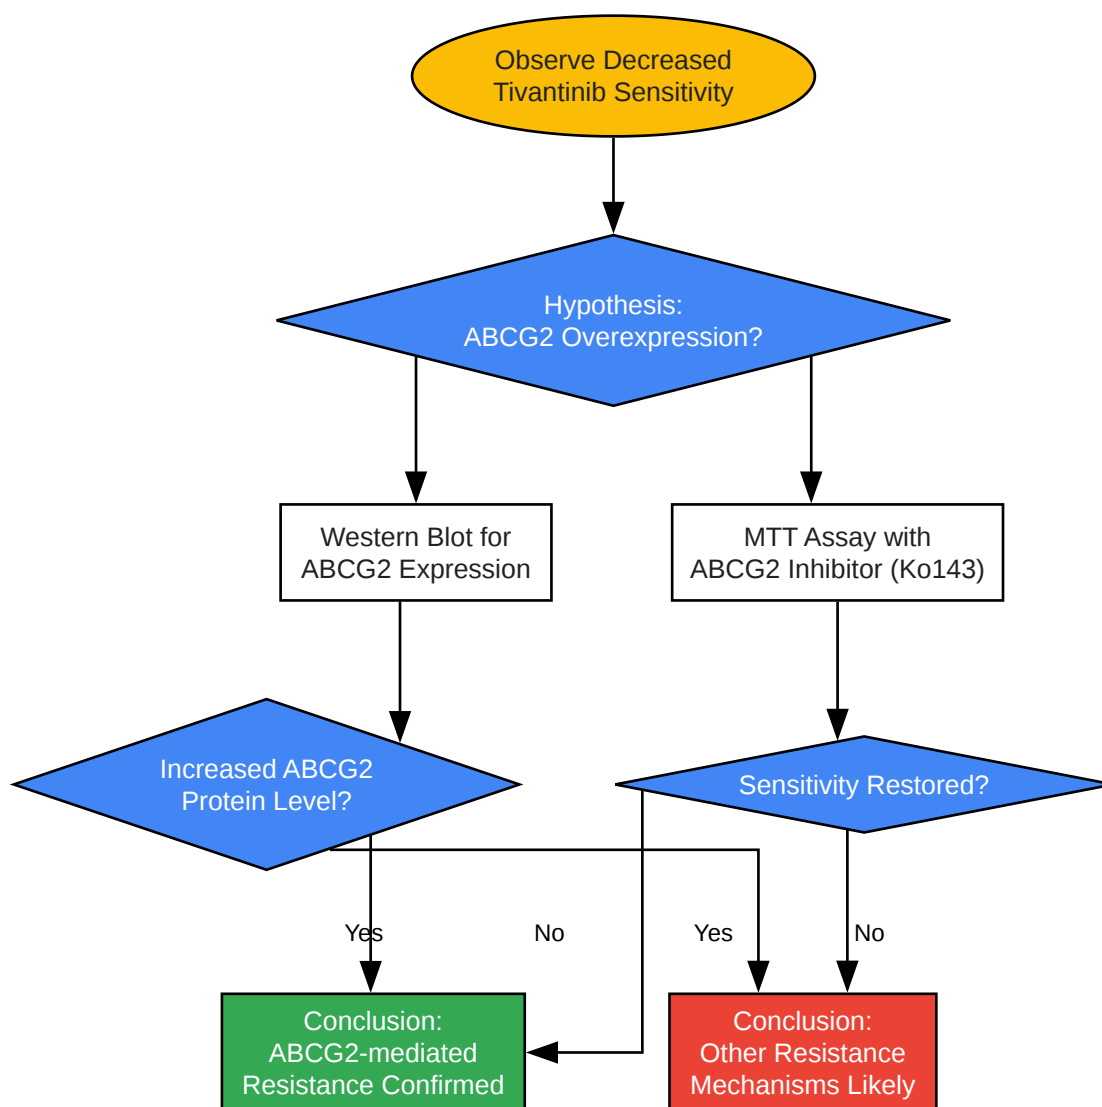 Observe Decreased
Tivantinib Sensitivity
Hypothesis:
ABCG2 Overexpression?
Western Blot for
ABCG2 Expression
MTT Assay with
ABCG2 Inhibitor (Ko143)
Increased ABCG2
Protein Level?
Sensitivity Restored?
Yes
No
Yes
No
Conclusion:
ABCG2-mediated
Resistance Confirmed
Conclusion:
Other Resistance
Mechanisms Likely